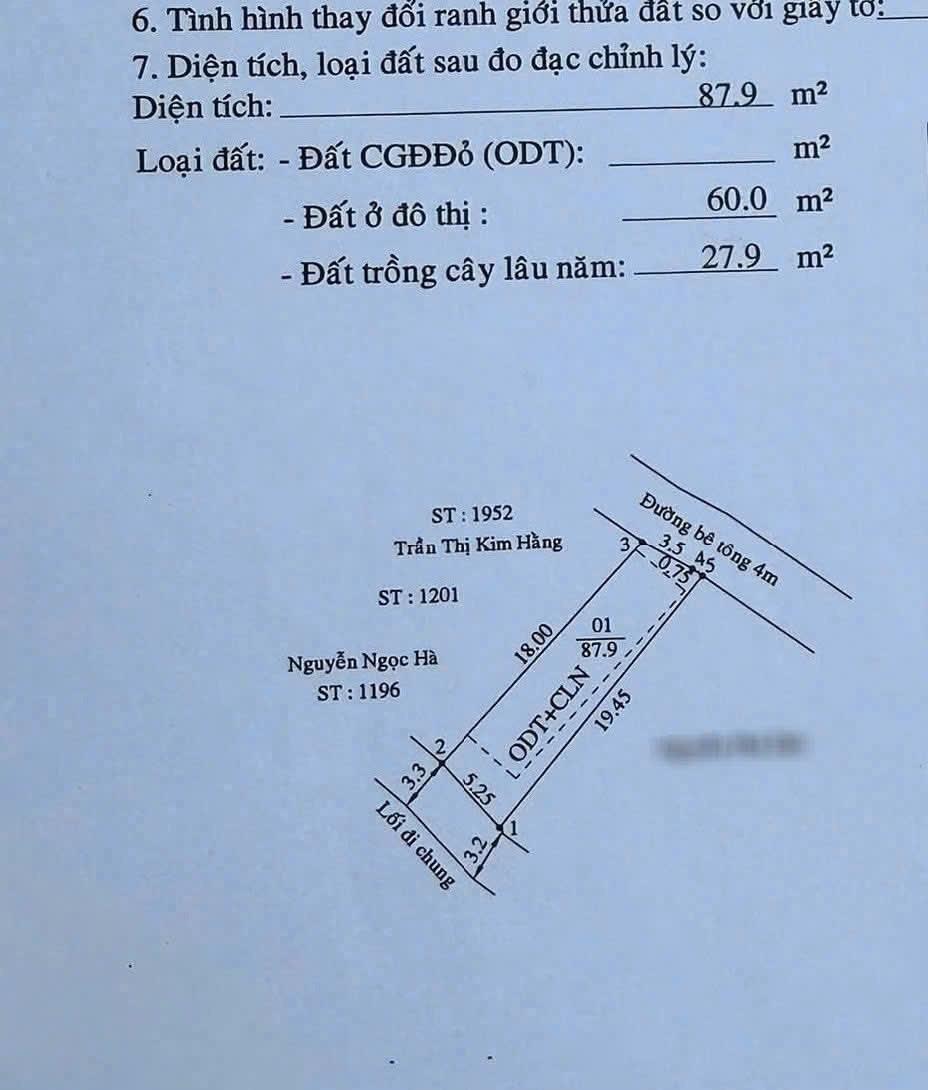 6. Tình hình thay đổi ranh giới thửa đất so với giấy tờ:
7. Diện tích, loại đất sau đo đạc chỉnh lý:
Diện tích: 87.9 m²
Loại đất: - Đất CGĐĐỏ (ODT): m²
- Đất ở đô thị : 60.0 m²
- Đất trồng cây lâu năm: 27.9 m²
Đường bê tông 4m
ST : 1952
Trần Thị Kim Hằng
3
3.5
0.75
ST : 1201
18.00
01
87.9
Nguyễn Ngọc Hà
ST : 1196
ODT+CLN
19.45
2
3.3
5.25
1
3.2
Lối đi chung